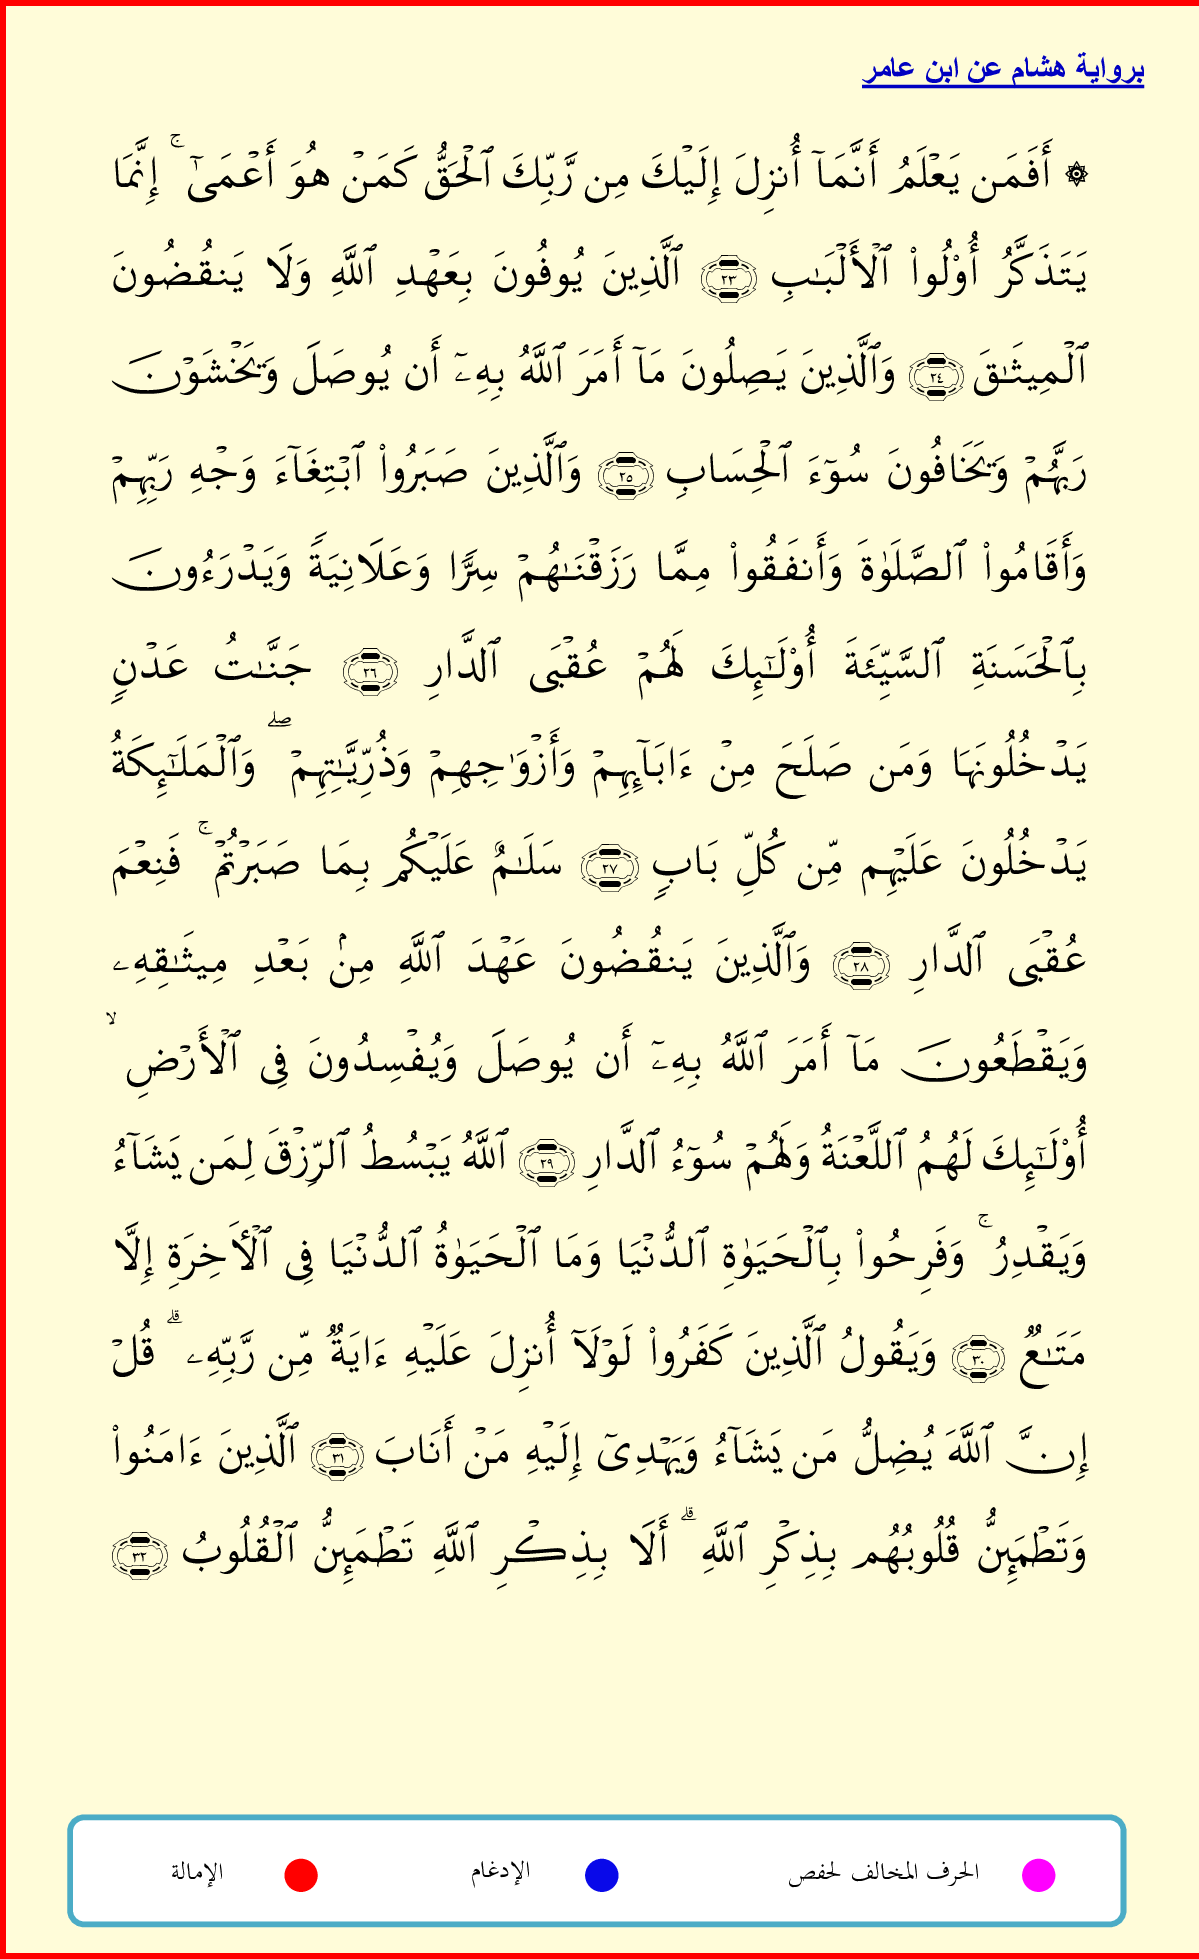 برواية هشام عن ابن عامر
۞ أَفَمَن يَعۡلَمُ أَنَّمَآ أُنزِلَ إِلَيۡكَ مِن رَّبِّكَ ٱلۡحَقُّ كَمَنۡ هُوَ أَعۡمَىٰٓۚ إِنَّمَا
يَتَذَكَّرُ أُوْلُواْ ٱلۡأَلۡبَٰبِ ٢٣ ٱلَّذِينَ يُوفُونَ بِعَهۡدِ ٱللَّهِ وَلَا يَنقُضُونَ
ٱلۡمِيثَٰقَ ٢٤ وَٱلَّذِينَ يَصِلُونَ مَآ أَمَرَ ٱللَّهُ بِهِۦٓ أَن يُوصَلَ وَيَخۡشَوۡنَ
رَبَّهُمۡ وَيَخَافُونَ سُوٓءَ ٱلۡحِسَابِ ٢٥ وَٱلَّذِينَ صَبَرُواْ ٱبۡتِغَآءَ وَجۡهِ رَبِّهِمۡ
وَأَقَامُواْ ٱلصَّلَوٰةَ وَأَنفَقُواْ مِمَّا رَزَقۡنَٰهُمۡ سِرّٗا وَعَلَانِيَةٗ وَيَدۡرَءُونَ
بِٱلۡحَسَنَةِ ٱلسَّيِّئَةَ أُوْلَٰٓئِكَ لَهُمۡ عُقۡبَى ٱلدَّارِ ٢٦ جَنَّٰتُ عَدۡنٖ
يَدۡخُلُونَهَا وَمَن صَلَحَ مِنۡ ءَابَآئِهِمۡ وَأَزۡوَٰجِهِمۡ وَذُرِّيَّٰتِهِمۡۖ وَٱلۡمَلَٰٓئِكَةُ
يَدۡخُلُونَ عَلَيۡهِم مِّن كُلِّ بَابٖ ٢٧ سَلَٰمٌ عَلَيۡكُم بِمَا صَبَرۡتُمۡۚ فَنِعۡمَ
عُقۡبَى ٱلدَّارِ ٢٨ وَٱلَّذِينَ يَنقُضُونَ عَهۡدَ ٱللَّهِ مِنۢ بَعۡدِ مِيثَٰقِهِۦ
وَيَقۡطَعُونَ مَآ أَمَرَ ٱللَّهُ بِهِۦٓ أَن يُوصَلَ وَيُفۡسِدُونَ فِي ٱلۡأَرۡضِۙ
أُوْلَٰٓئِكَ لَهُمُ ٱللَّعۡنَةُ وَلَهُمۡ سُوٓءُ ٱلدَّارِ ٢٩ ٱللَّهُ يَبۡسُطُ ٱلرِّزۡقَ لِمَن يَشَآءُ
وَيَقۡدِرُۚ وَفَرِحُواْ بِٱلۡحَيَوٰةِ ٱلدُّنۡيَا وَمَا ٱلۡحَيَوٰةُ ٱلدُّنۡيَا فِي ٱلۡأٓخِرَةِ إِلَّا
مَتَٰعٞ ٣٠ وَيَقُولُ ٱلَّذِينَ كَفَرُواْ لَوۡلَآ أُنزِلَ عَلَيۡهِ ءَايَةٞ مِّن رَّبِّهِۦۗ قُلۡ
إِنَّ ٱللَّهَ يُضِلُّ مَن يَشَآءُ وَيَهۡدِيٓ إِلَيۡهِ مَنۡ أَنَابَ ٣١ ٱلَّذِينَ ءَامَنُواْ
وَتَطۡمَئِنُّ قُلُوبُهُم بِذِكۡرِ ٱللَّهِۗ أَلَا بِذِكۡرِ ٱللَّهِ تَطۡمَئِنُّ ٱلۡقُلُوبُ ٣٢
الحرف المخالف لحفص الإدغام الإمالة